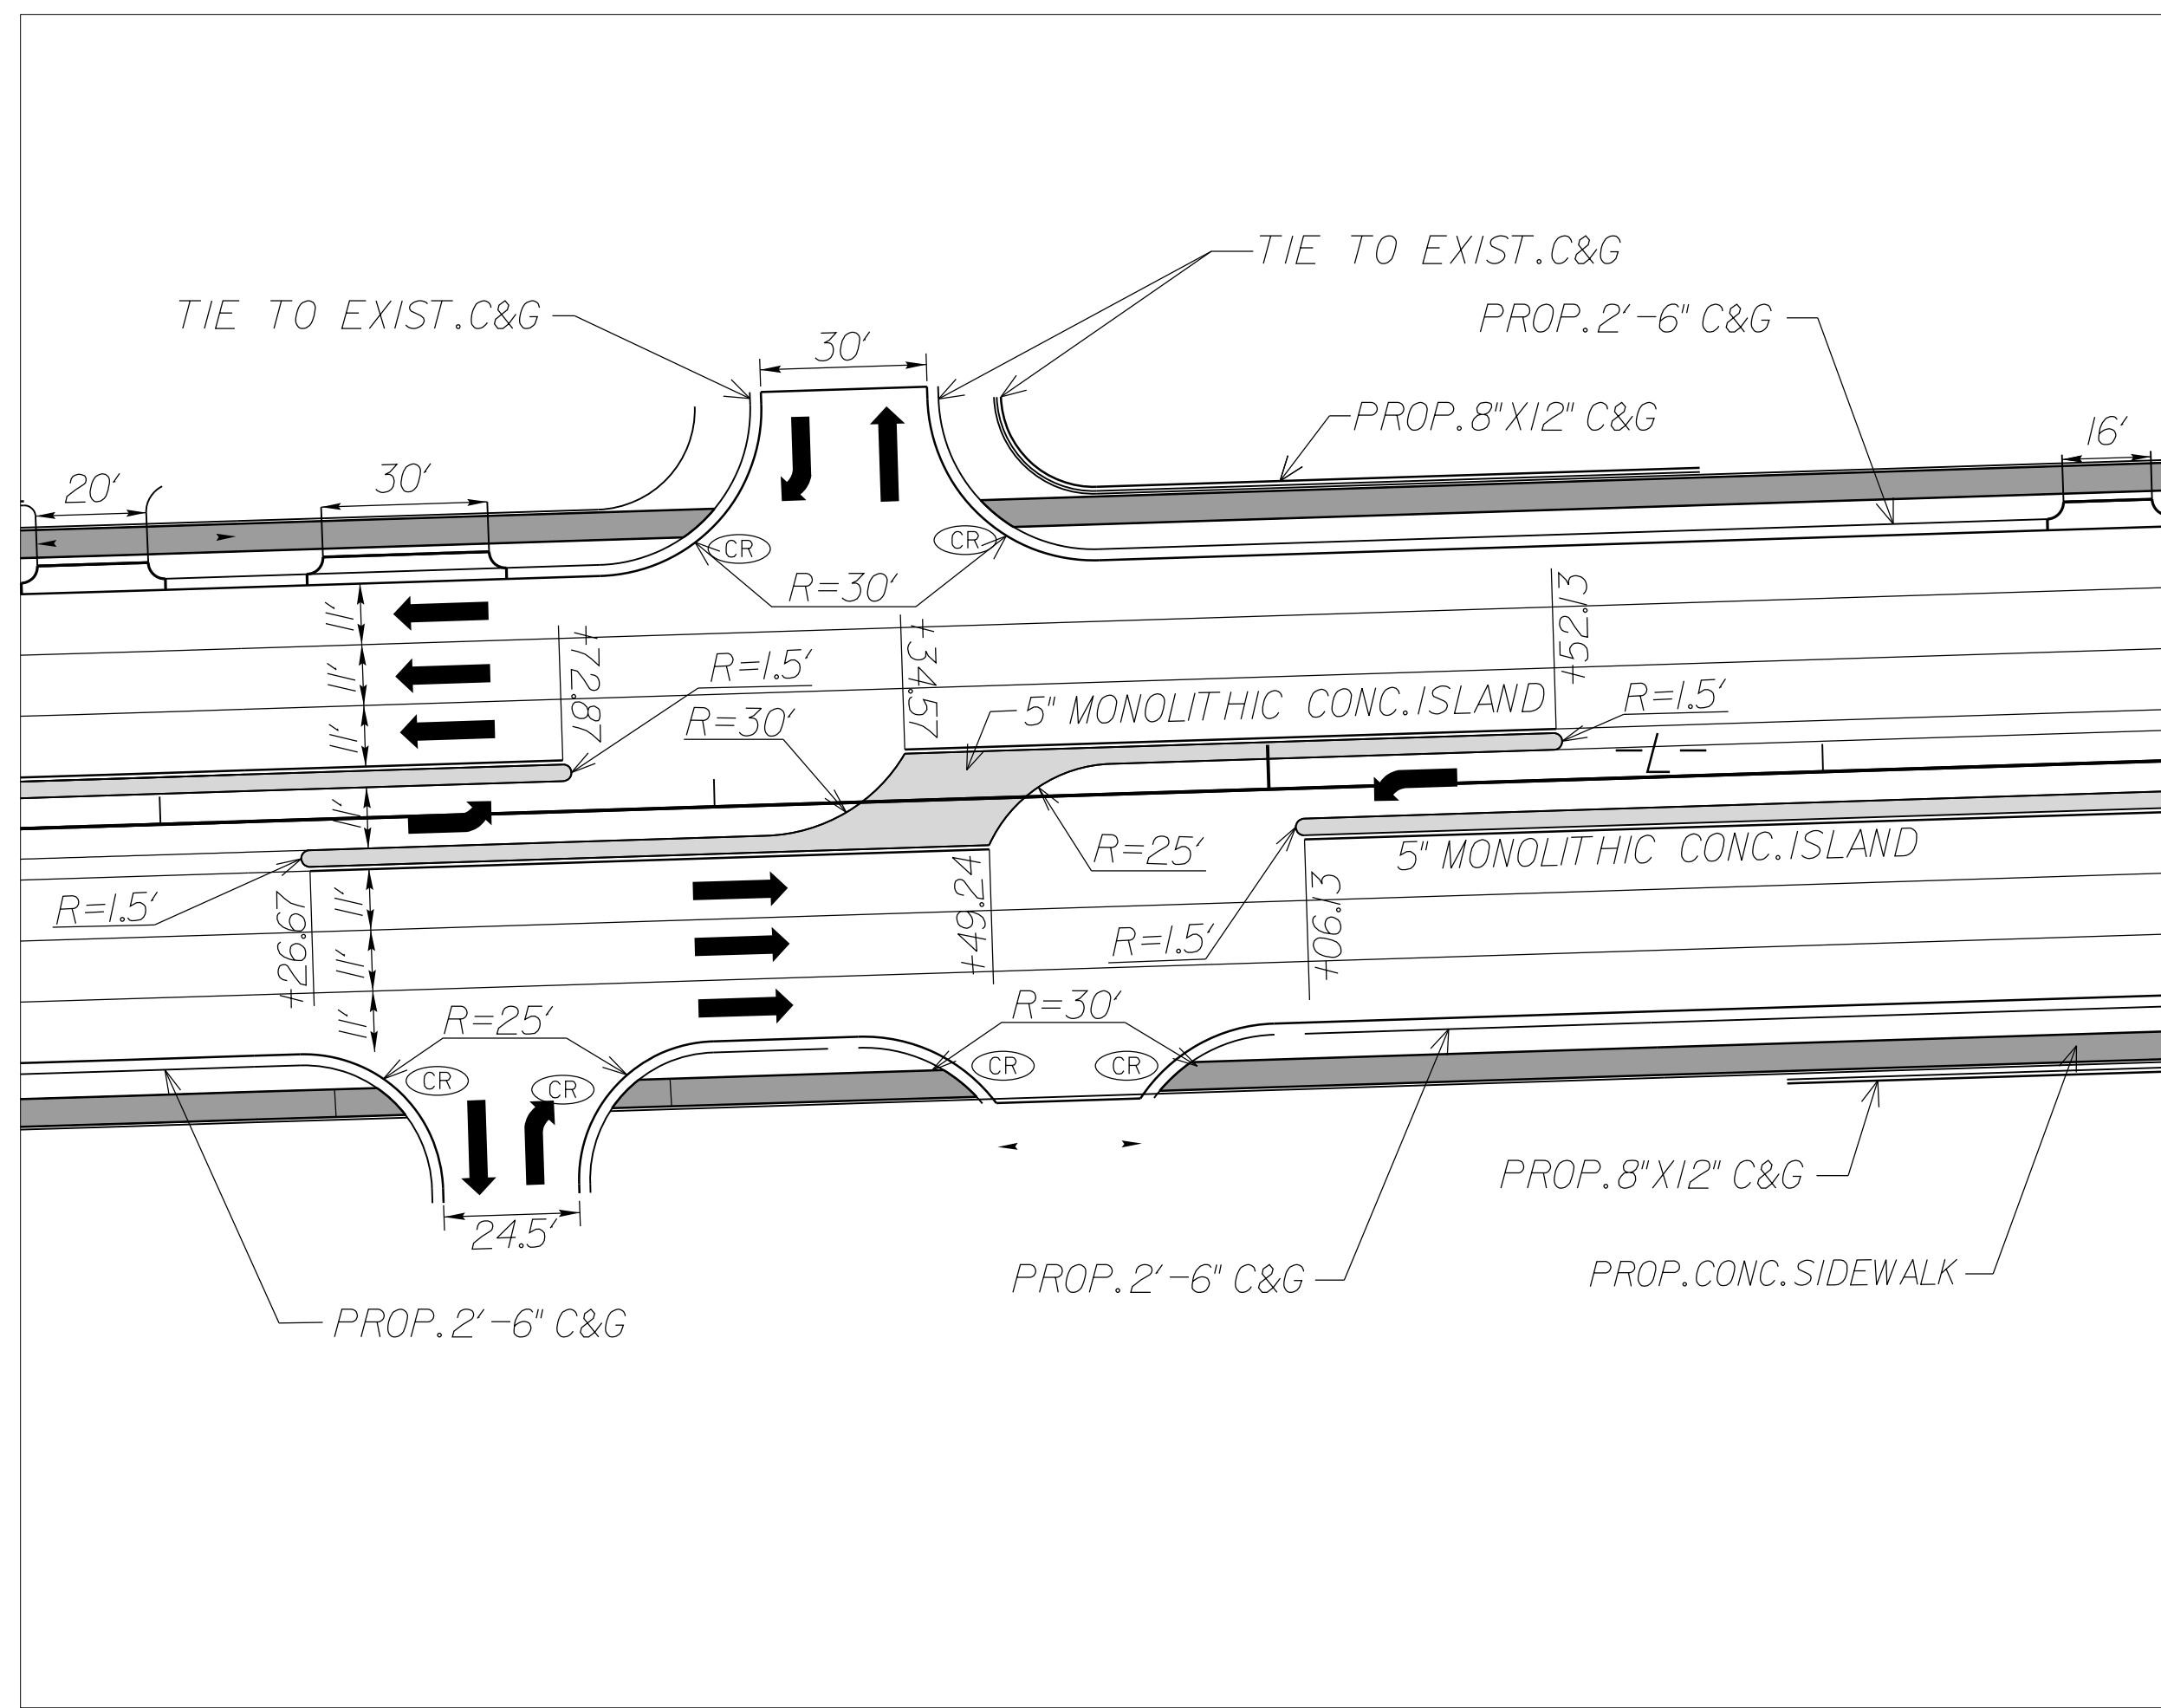 TIE TO EXIST.C&G
TIE TO EXIST.C&G
PROP.2'-6" C&G
30'
PROP.8"X12" C&G
16'
20'
30'
CR
CR
R=30'
11'
11'
11'
11'
+72.87
R=1.5'
R=30'
+34.57
5" MONOLITHIC CONC.ISLAND
+52.13
R=1.5'
L
R=25'
5" MONOLITHIC CONC.ISLAND
R=1.5'
+26.67
11'
11'
11'
+49.24
R=1.5'
+06.13
R=25'
R=30'
CR
CR
CR
CR
24.5'
PROP.8"X12" C&G
PROP.2'-6" C&G
PROP.CONC.SIDEWALK
PROP.2'-6" C&G